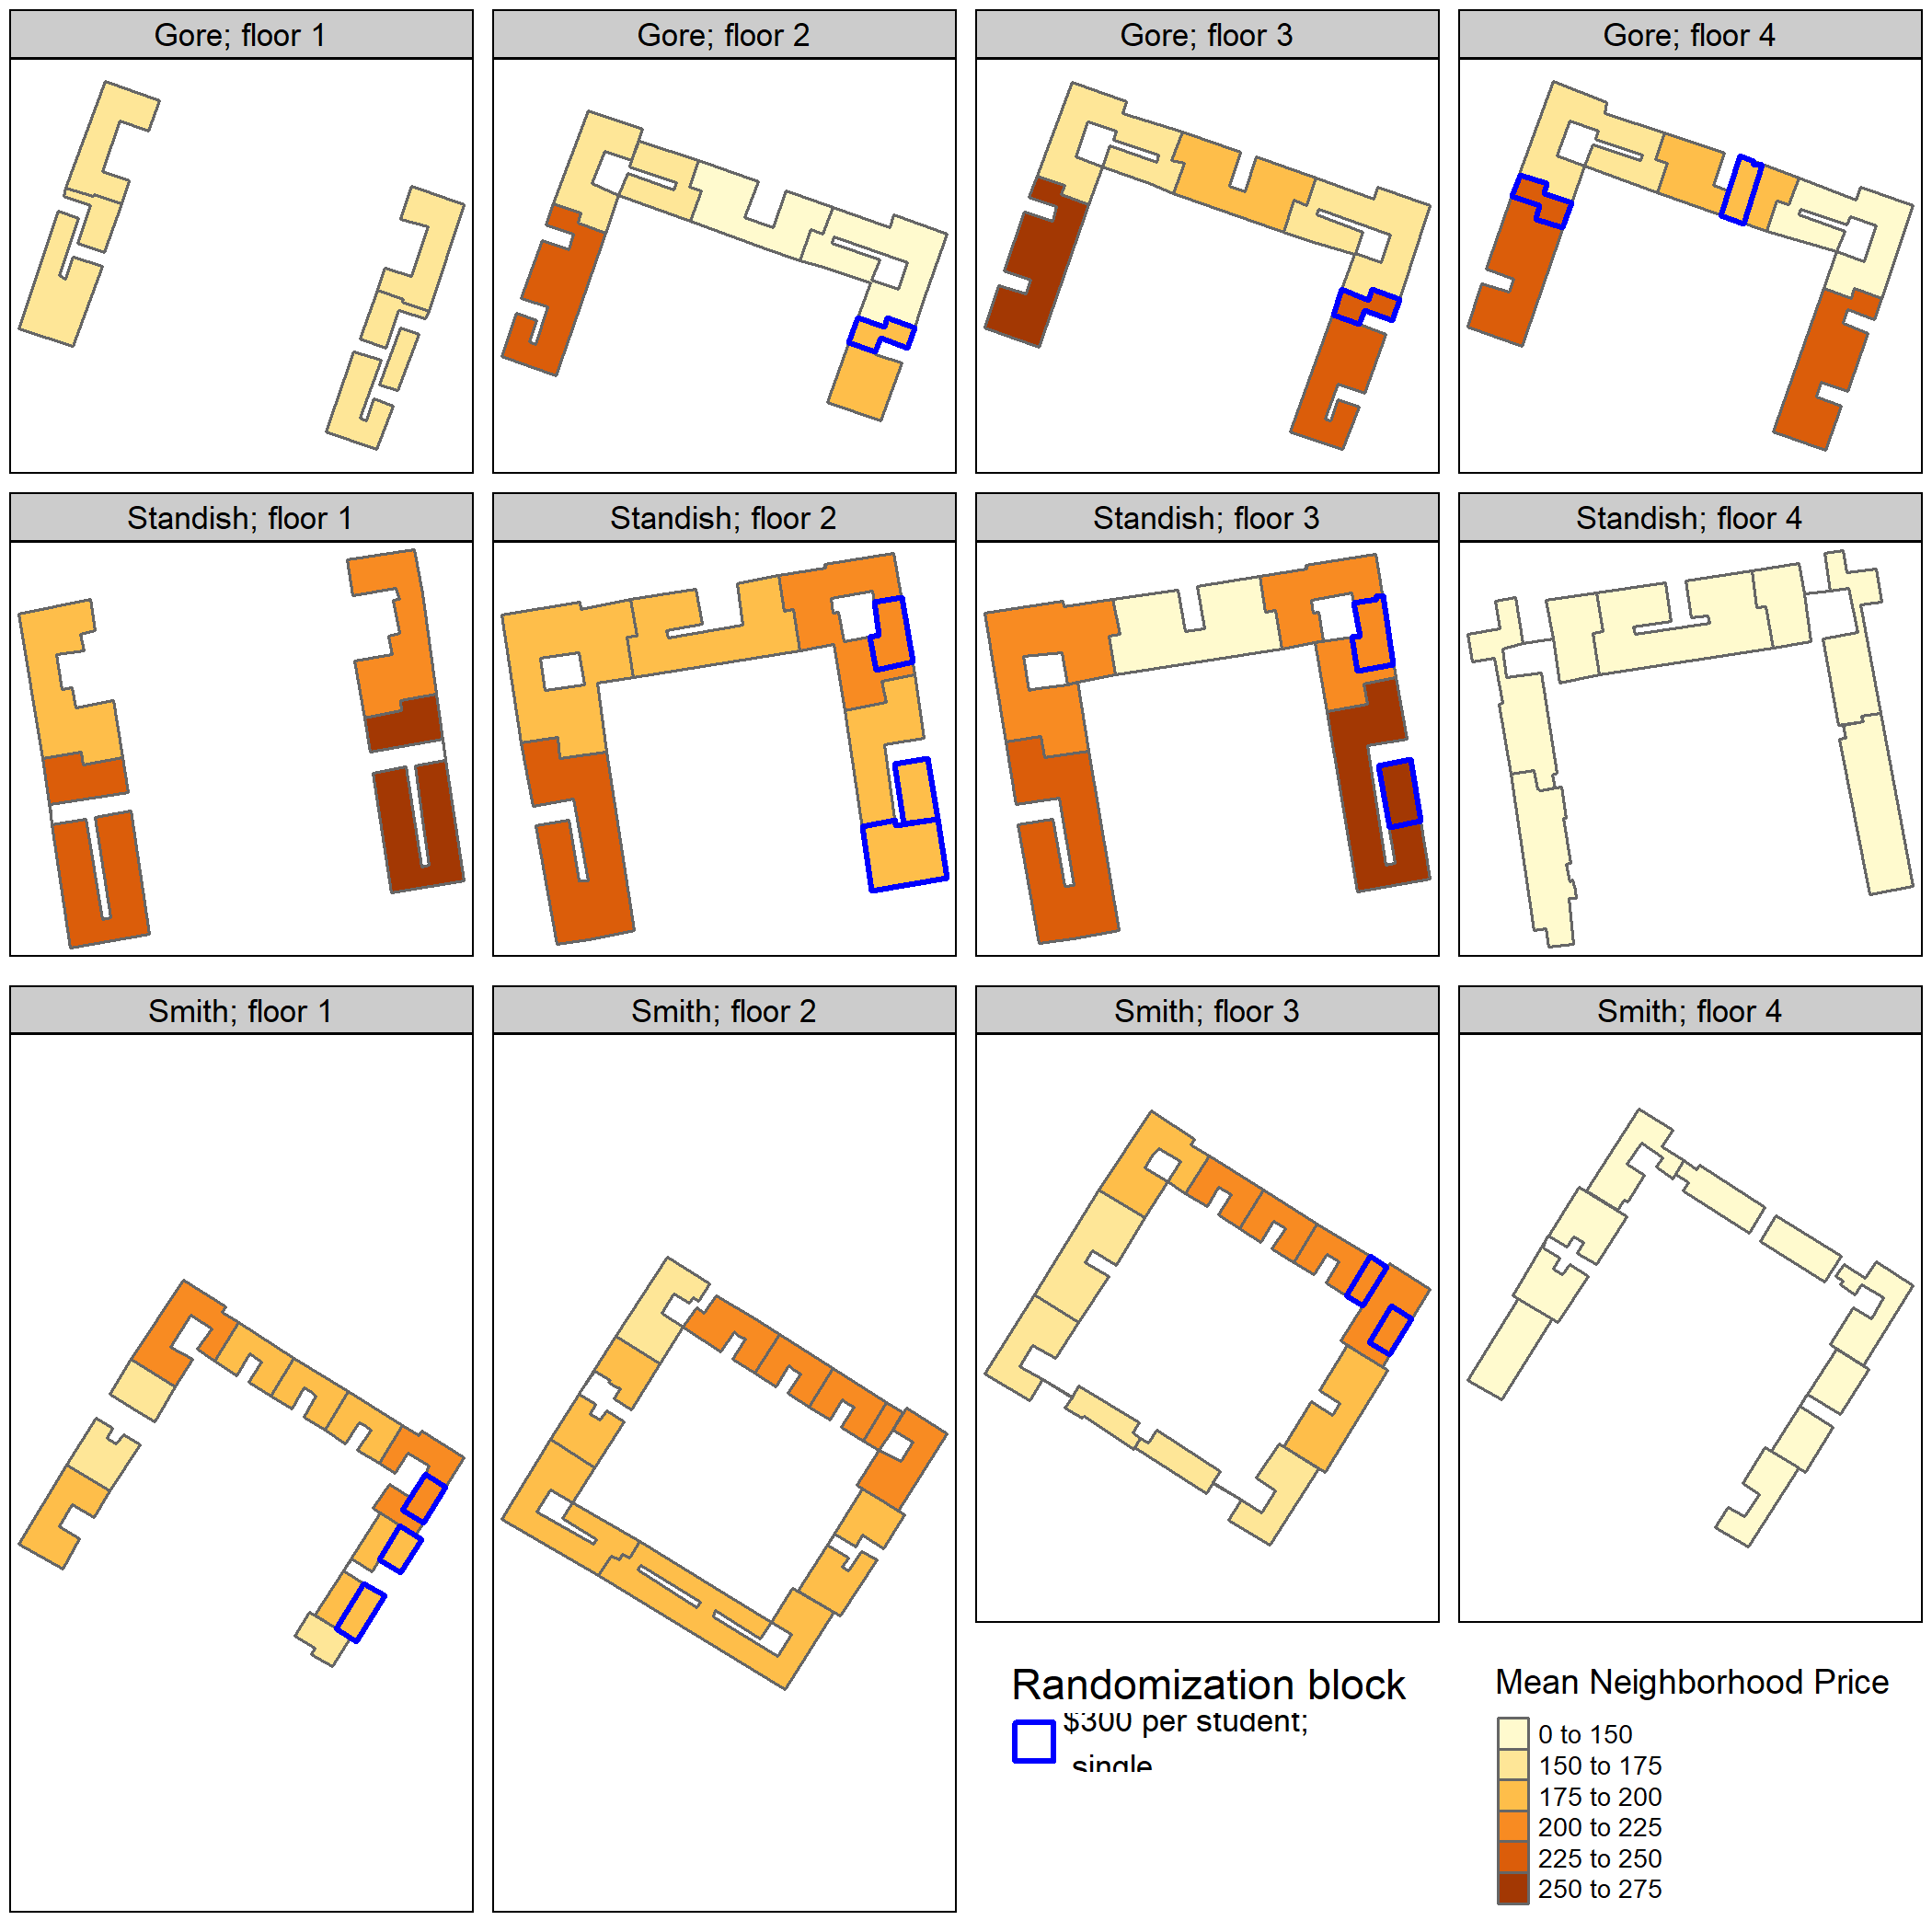 Gore; floor 1
Gore; floor 2
Gore; floor 3
Gore; floor 4
Standish; floor 1
Standish; floor 2
Standish; floor 3
Standish; floor 4
Smith; floor 1
Smith; floor 2
Smith; floor 3
Smith; floor 4
Randomization block
$300 per student;
single
Mean Neighborhood Price
0 to 150
150 to 175
175 to 200
200 to 225
225 to 250
250 to 275